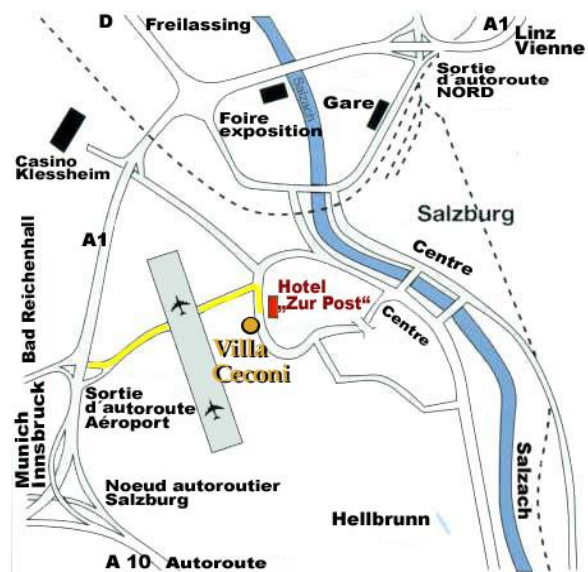 D
Freilassing
A1
Linz
Vienne
Sortie
d'autoroute
NORD
Salzach
Foire
exposition
Gare
Casino
Klessheim
Salzburg
Centre
A1
Bad Reichenhall
Hotel
„Zur Post“
Villa
Ceconi
Centre
Sortie
d´autoroute
Aéroport
Munich
Innsbruck
Noeud autoroutier
Salzburg
Salzach
Hellbrunn
A 10 Autoroute